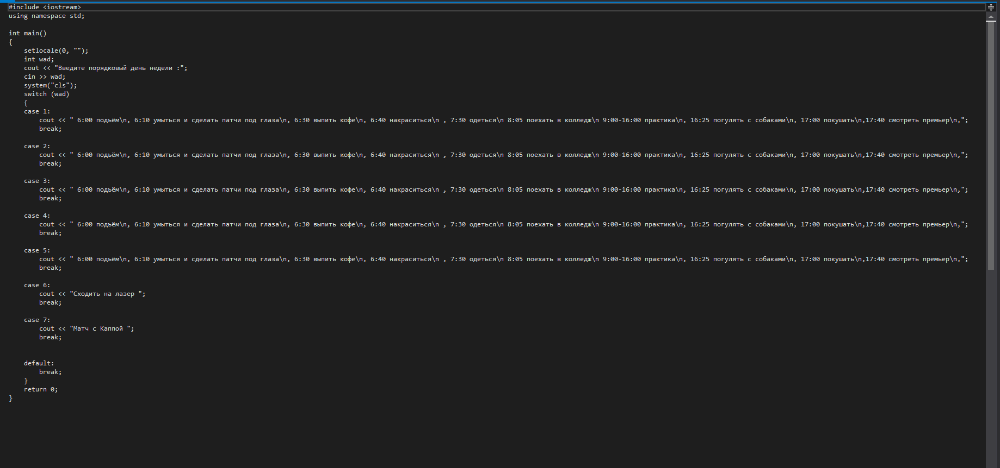 #include <iostream>
using namespace std;
int main()
{
setlocale(0, "");
int wad;
cout << "Введите порядковый день недели :";
cin >> wad;
system("cls");
switch (wad)
{
case 1:
cout << " 6:00 подъём\n, 6:10 умыться и сделать патчи под глаза\n, 6:30 выпить кофе\n, 6:40 накраситься\n , 7:30 одеться\n 8:05 поехать в колледж\n 9:00-16:00 практика\n, 16:25 погулять с собаками\n, 17:00 покушать\n,17:40 смотреть премьер\n,";
break;
case 2:
cout << " 6:00 подъём\n, 6:10 умыться и сделать патчи под глаза\n, 6:30 выпить кофе\n, 6:40 накраситься\n , 7:30 одеться\n 8:05 поехать в колледж\n 9:00-16:00 практика\n, 16:25 погулять с собаками\n, 17:00 покушать\n,17:40 смотреть премьер\n,";
break;
case 3:
cout << " 6:00 подъём\n, 6:10 умыться и сделать патчи под глаза\n, 6:30 выпить кофе\n, 6:40 накраситься\n , 7:30 одеться\n 8:05 поехать в колледж\n 9:00-16:00 практика\n, 16:25 погулять с собаками\n, 17:00 покушать\n,17:40 смотреть премьер\n,";
break;
case 4:
cout << " 6:00 подъём\n, 6:10 умыться и сделать патчи под глаза\n, 6:30 выпить кофе\n, 6:40 накраситься\n , 7:30 одеться\n 8:05 поехать в колледж\n 9:00-16:00 практика\n, 16:25 погулять с собаками\n, 17:00 покушать\n,17:40 смотреть премьер\n,";
break;
case 5:
cout << " 6:00 подъём\n, 6:10 умыться и сделать патчи под глаза\n, 6:30 выпить кофе\n, 6:40 накраситься\n , 7:30 одеться\n 8:05 поехать в колледж\n 9:00-16:00 практика\n, 16:25 погулять с собаками\n, 17:00 покушать\n,17:40 смотреть премьер\n,";
break;
case 6:
cout << "Сходить на лазер ";
break;
case 7:
cout << "Матч с Каппой ";
break;
default:
break;
}
return 0;
}